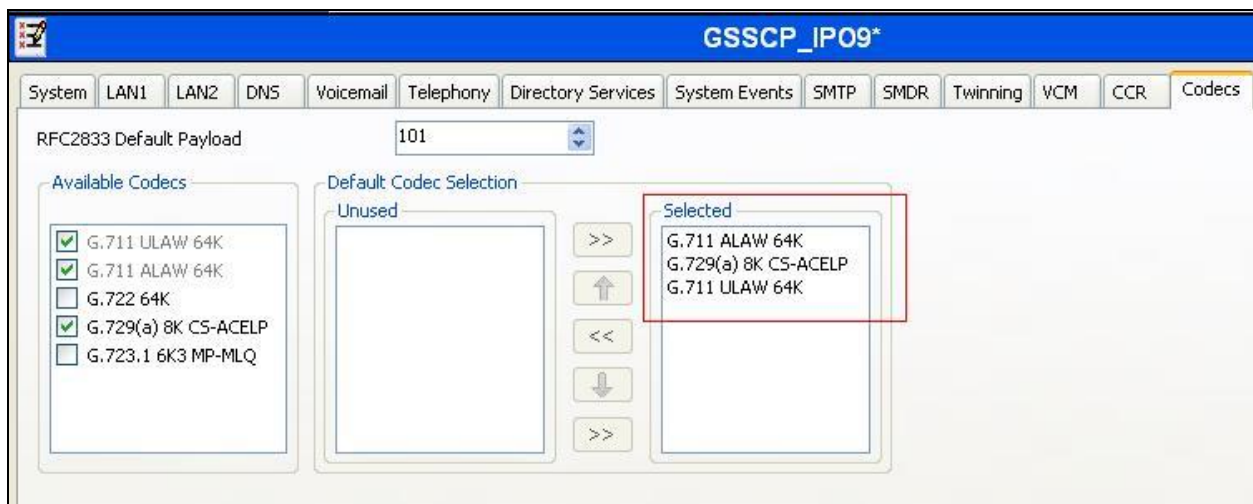 GSSCP_IPO9*
System LAN1 LAN2 DNS Voicemail Telephony Directory Services System Events SMTP SMDR Twinning VCM CCR Codecs
RFC2833 Default Payload 101
Available Codecs
G.711 ULAW 64K
G.711 ALAW 64K
G.722 64K
G.729(a) 8K CS-ACELP
G.723.1 6K3 MP-MLQ
Default Codec Selection
Unused
>>
<<
>>
Selected
G.711 ALAW 64K
G.729(a) 8K CS-ACELP
G.711 ULAW 64K